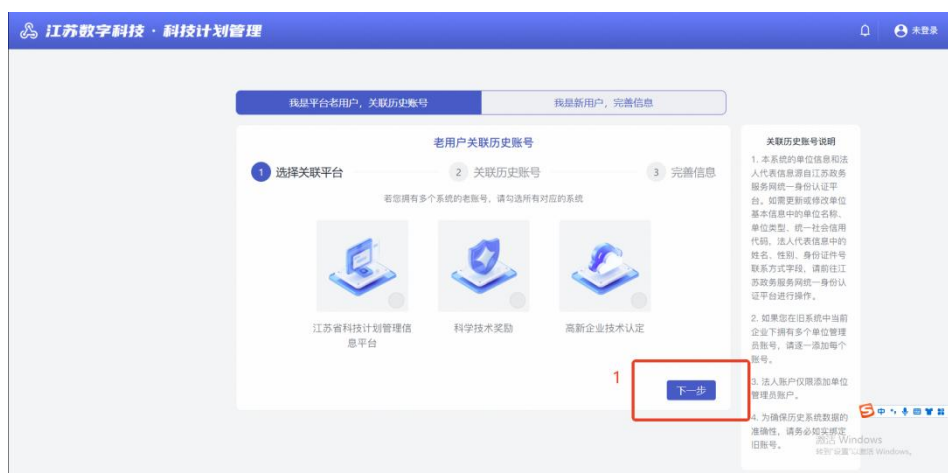 江苏数字科技·科技计划管理
未登录
我是平台老用户，关联历史账号
我是新用户，完善信息
老用户关联历史账号
1 选择关联平台
2 关联历史账号
3 完善信息
若您拥有多个系统的老账号，请勾选所有对应的系统
江苏省科技计划管理信
息平台
科学技术奖励
高新企业技术认定
1
下一步
关联历史账号说明
1. 本系统的单位信息和法
人代表信息源自江苏政务
服务网统一身份认证平
台。如需更新或修改单位
基本信息中的单位名称、
单位类型、统一社会信用
代码、法人代表信息中的
姓名、性别、身份证件号
联系方式字段，请前往江
苏政务服务网统一身份认
证平台进行操作。
2. 如果您在旧系统中当前
企业下拥有多个单位管理
员账号，请逐一添加每个
账号。
3. 法人账户仅限添加单位
管理员账户。
4. 为确保历史系统数据的
准确性，请务必如实绑定
旧账号。
激活 Windows
转到"设置"以激活 Windows。
中